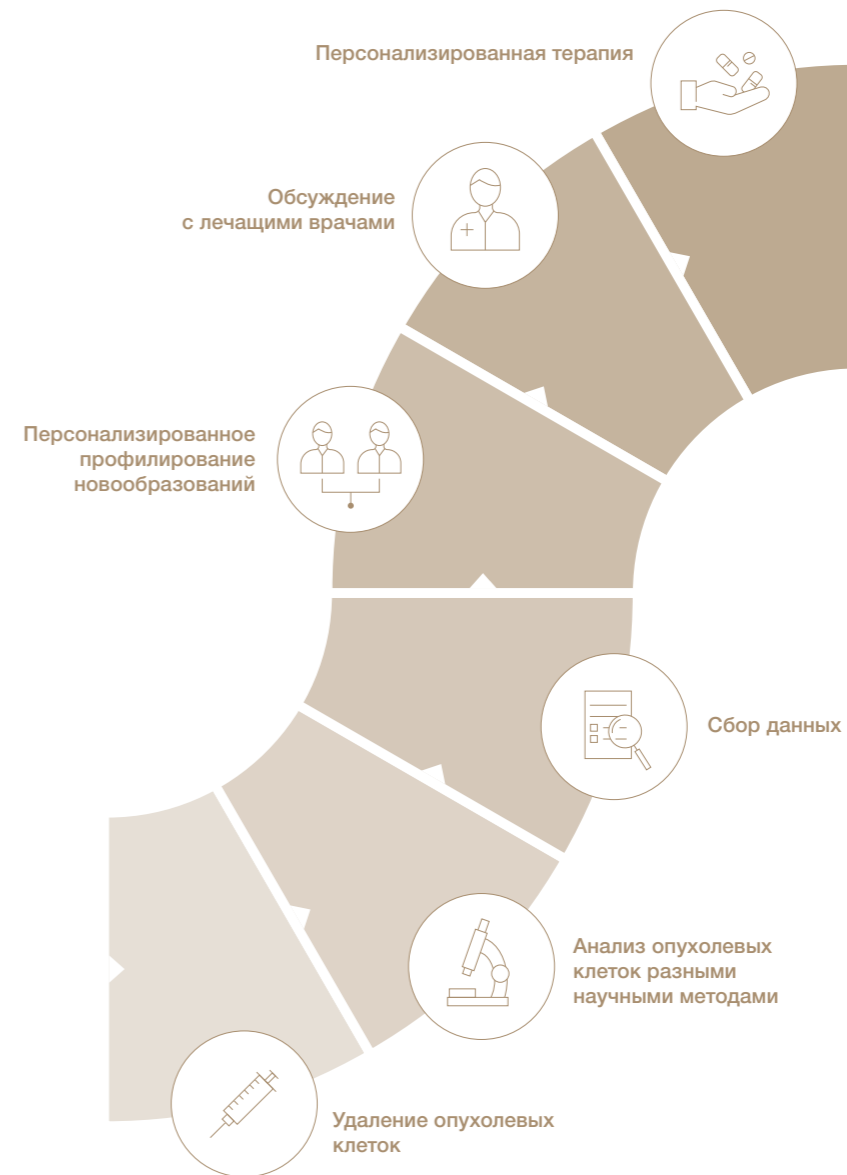 Персонализированная терапия
Обсуждение
с лечащими врачами
Персонализированное
профилирование
новообразований
Сбор данных
Анализ опухолевых
клеток разными
научными методами
Удаление опухолевых
клеток